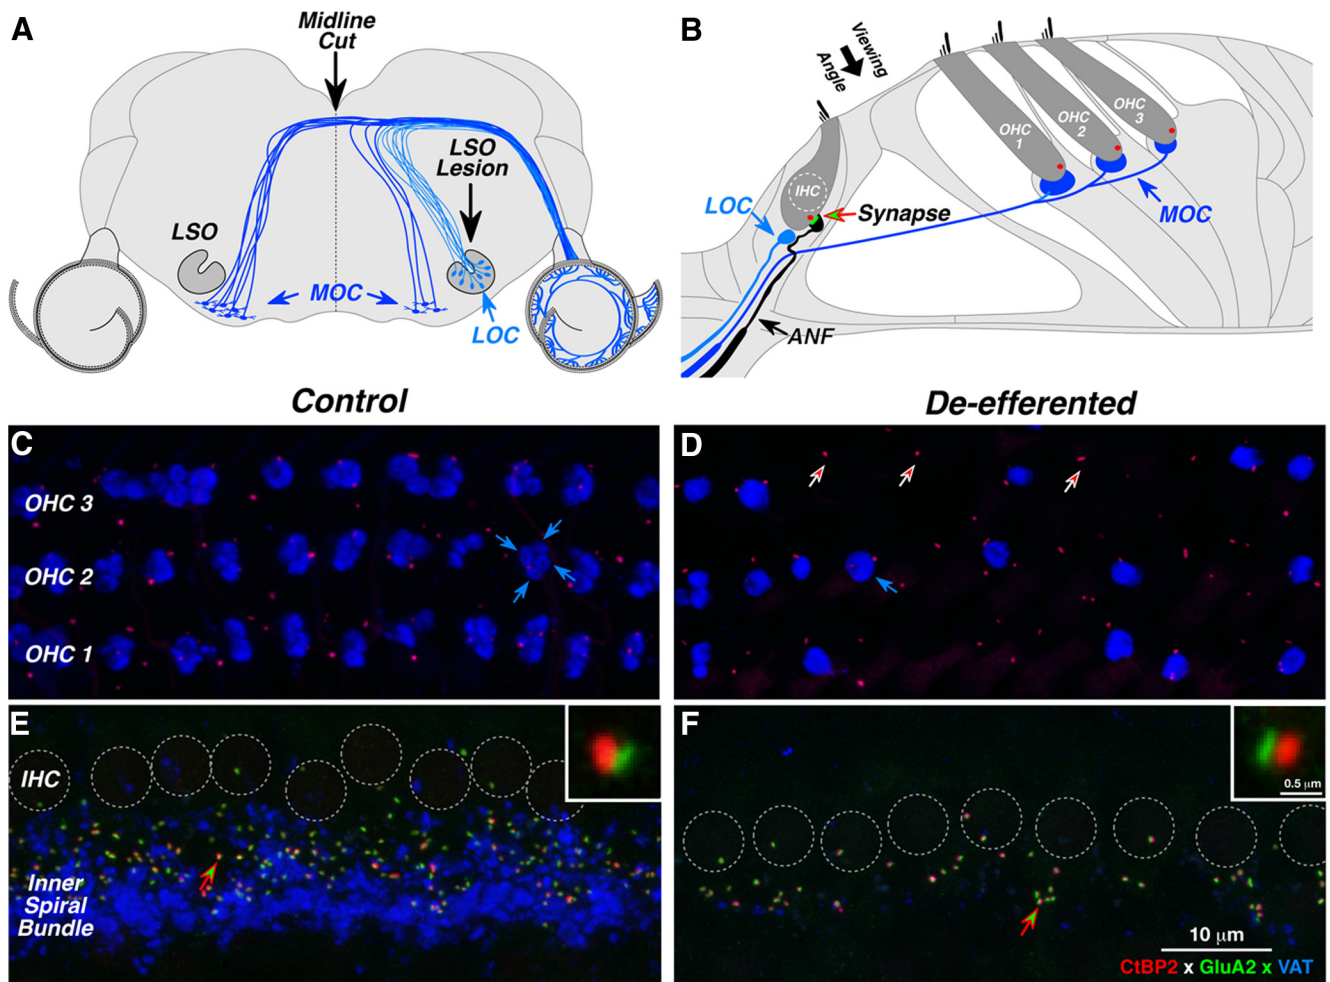 A
Midline
Cut
LSO
Lesion
LSO
MOC
LOC
B
Viewing
Angle
OHC
1
OHC
2
OHC
3
IHC
LOC
Synapse
MOC
ANF
Control
De-efferented
C
OHC 3
OHC 2
OHC 1
D
E
IHC
Inner
Spiral
Bundle
F
0.5 μm
10 μm
CtBP2 x GluA2 x VAT